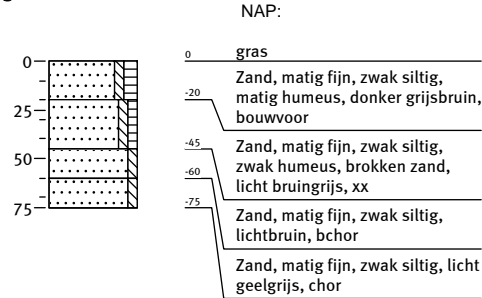 NAP:
0
25
50
75
0
gras
-20
Zand, matig fijn, zwak siltig,
matig humeus, donker grijsbruin,
bouwvoor
-45
Zand, matig fijn, zwak siltig,
zwak humeus, brokken zand,
licht bruingrijs, xx
-60
Zand, matig fijn, zwak siltig,
lichtbruin, bchor
-75
Zand, matig fijn, zwak siltig, licht
geelgrijs, chor